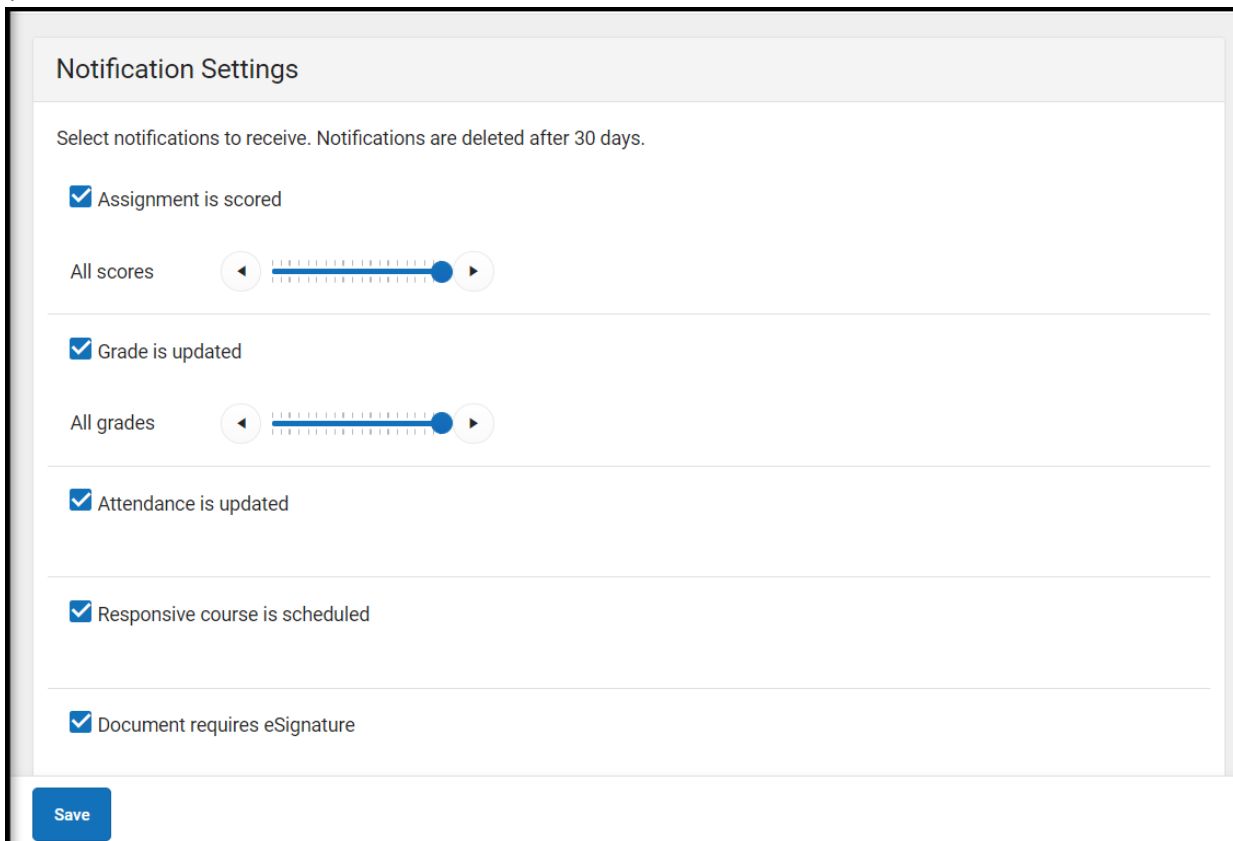 Notification Settings
Select notifications to receive. Notifications are deleted after 30 days.
Assignment is scored
All scores
Grade is updated
All grades
Attendance is updated
Responsive course is scheduled
Document requires eSignature
Save